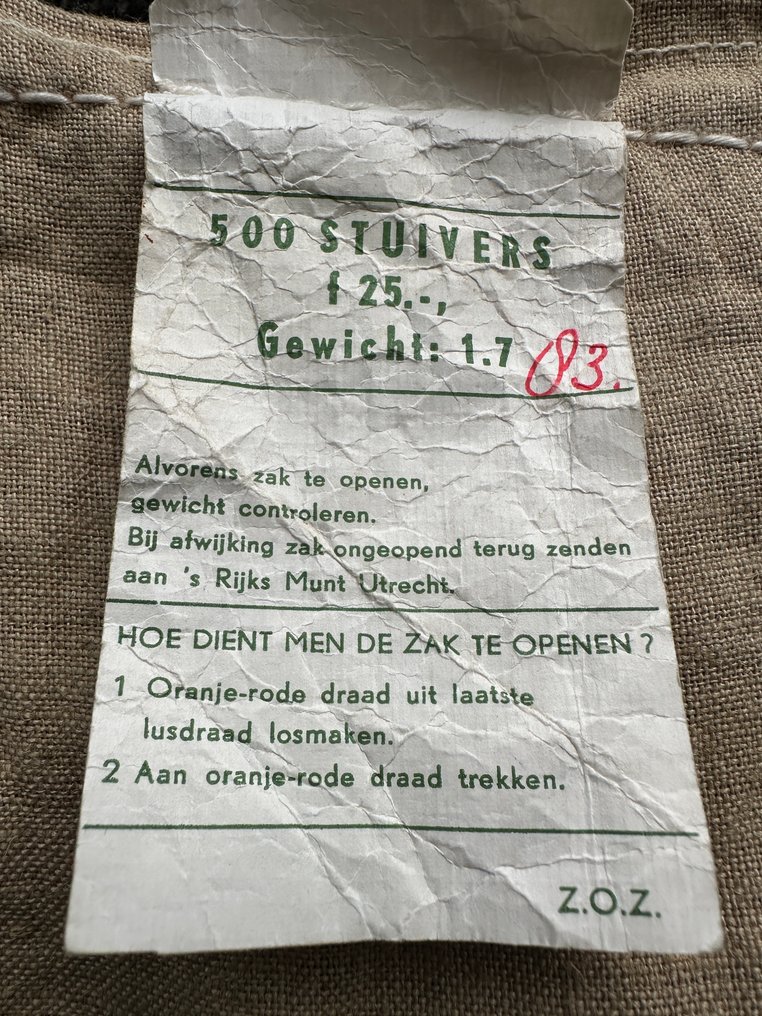 500 STUIVERS
f 25.-,
Gewicht: 1.7 83.
Alvorens zak te openen,
gewicht controleren.
Bij afwijking zak ongeopend terug zenden
aan 's Rijks Munt Utrecht.
HOE DIENT MEN DE ZAK TE OPENEN ?
1 Oranje-rode draad uit laatste
lusdraad losmaken.
2 Aan oranje-rode draad trekken.
Z.O.Z.